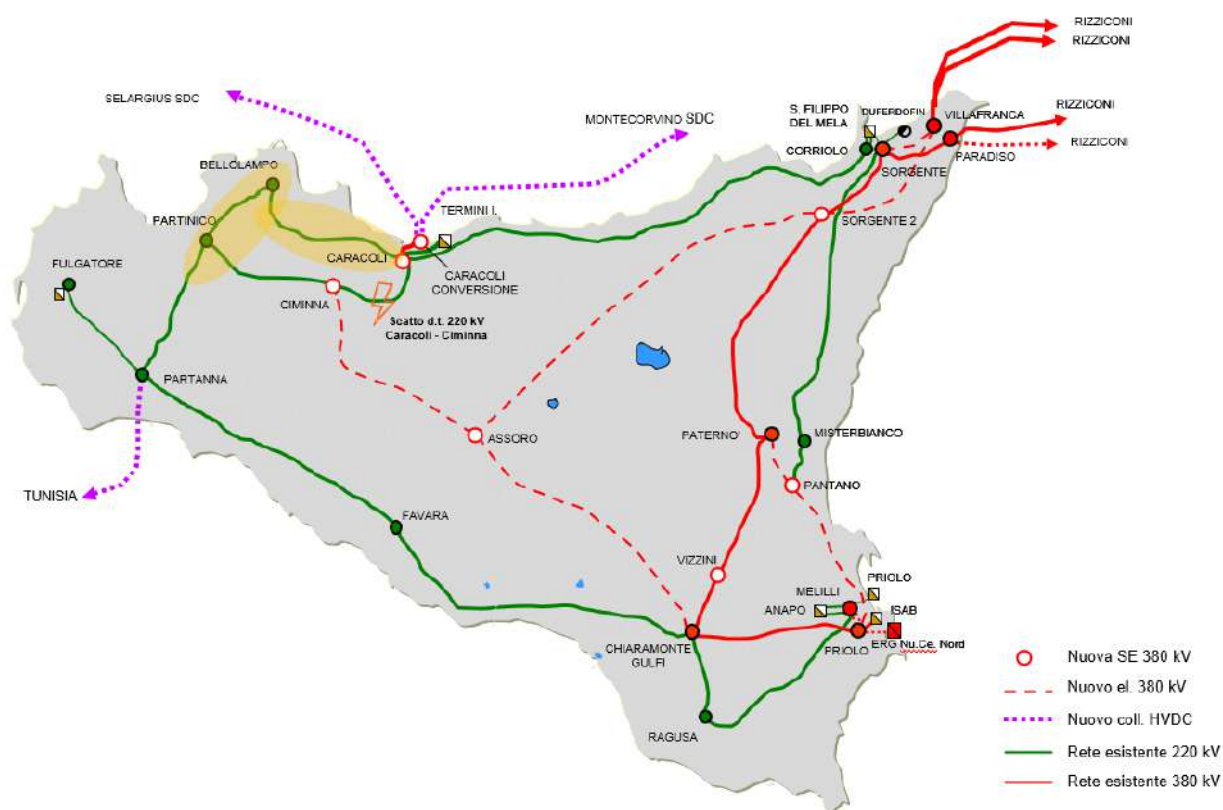 RIZZICONI
RIZZICONI
SELARGIUS SDC
MONTECORVINO SDC
S. FILIPPO
DEL MELA
DUFERDOFIN
VILLAFRANCA
RIZZICONI
RIZZICONI
CORRIOLO
SORGENTE
PARADISO
BELLOLAMPO
PARTINICO
TERMINI I.
SORGENTE 2
FULGATORE
CARACOLI
CARACOLI
CONVERSIONE
CIMINNA
Scatto d.t. 220 kV
Caracoli - Ciminna
PARTANNA
ASSORO
PATERNO'
MISTERBIANCO
TUNISIA
PANTANO
FAVARA
VIZZINI
PRIOLO
MELILLI
ANAPO
ISAB
CHIARAMONTE
GULFI
PRIOLO
ERG Nu.Ce. Nord
RAGUSA
Nuova SE 380 kV
Nuovo el. 380 kV
Nuovo coll. HVDC
Rete esistente 220 kV
Rete esistente 380 kV